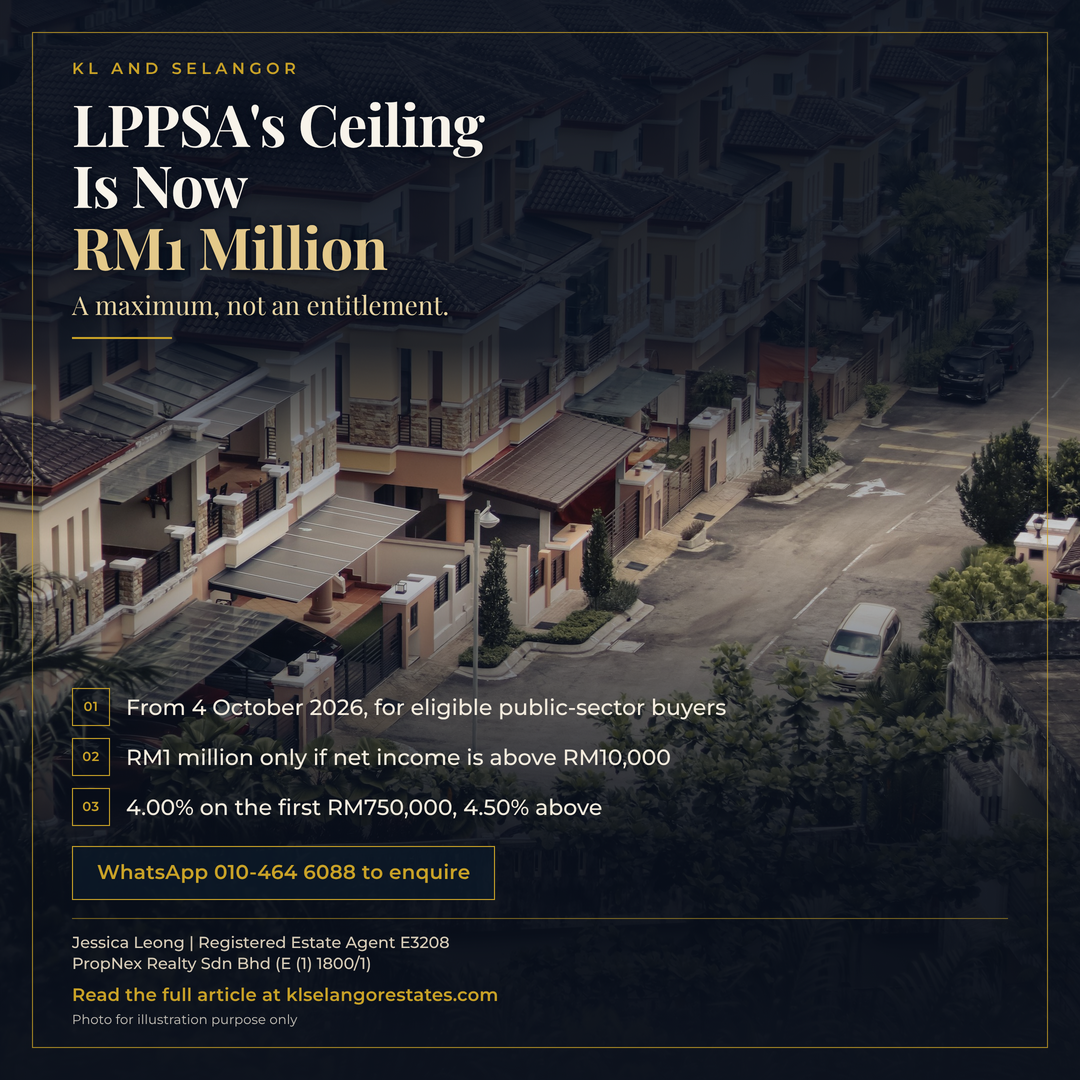 KL AND SELANGOR
LPPSA's Ceiling
Is Now
RM1 Million
A maximum, not an entitlement.
01 From 4 October 2026, for eligible public-sector buyers
02 RM1 million only if net income is above RM10,000
03 4.00% on the first RM750,000, 4.50% above
WhatsApp 010-464 6088 to enquire
Jessica Leong | Registered Estate Agent E3208
PropNex Realty Sdn Bhd (E (1) 1800/1)
Read the full article at klselangorestates.com
Photo for illustration purpose only